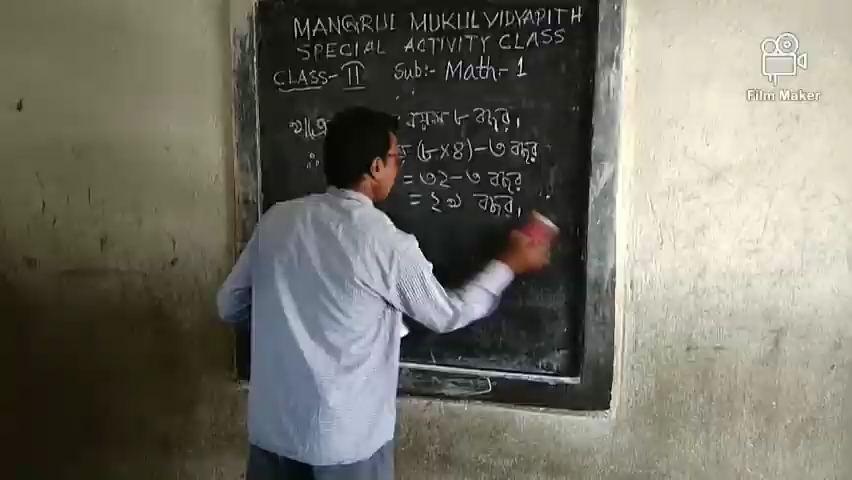 MANGRUL MUKUL VIDYAPITH
SPECIAL ACTIVITY CLASS
CLASS-II Sub:- Math-1
বয়স ৮ বছর।
∴ (৮×৪)-৩ বছর
= ৩২-৩ বছর
= ২৯ বছর।
Film Maker